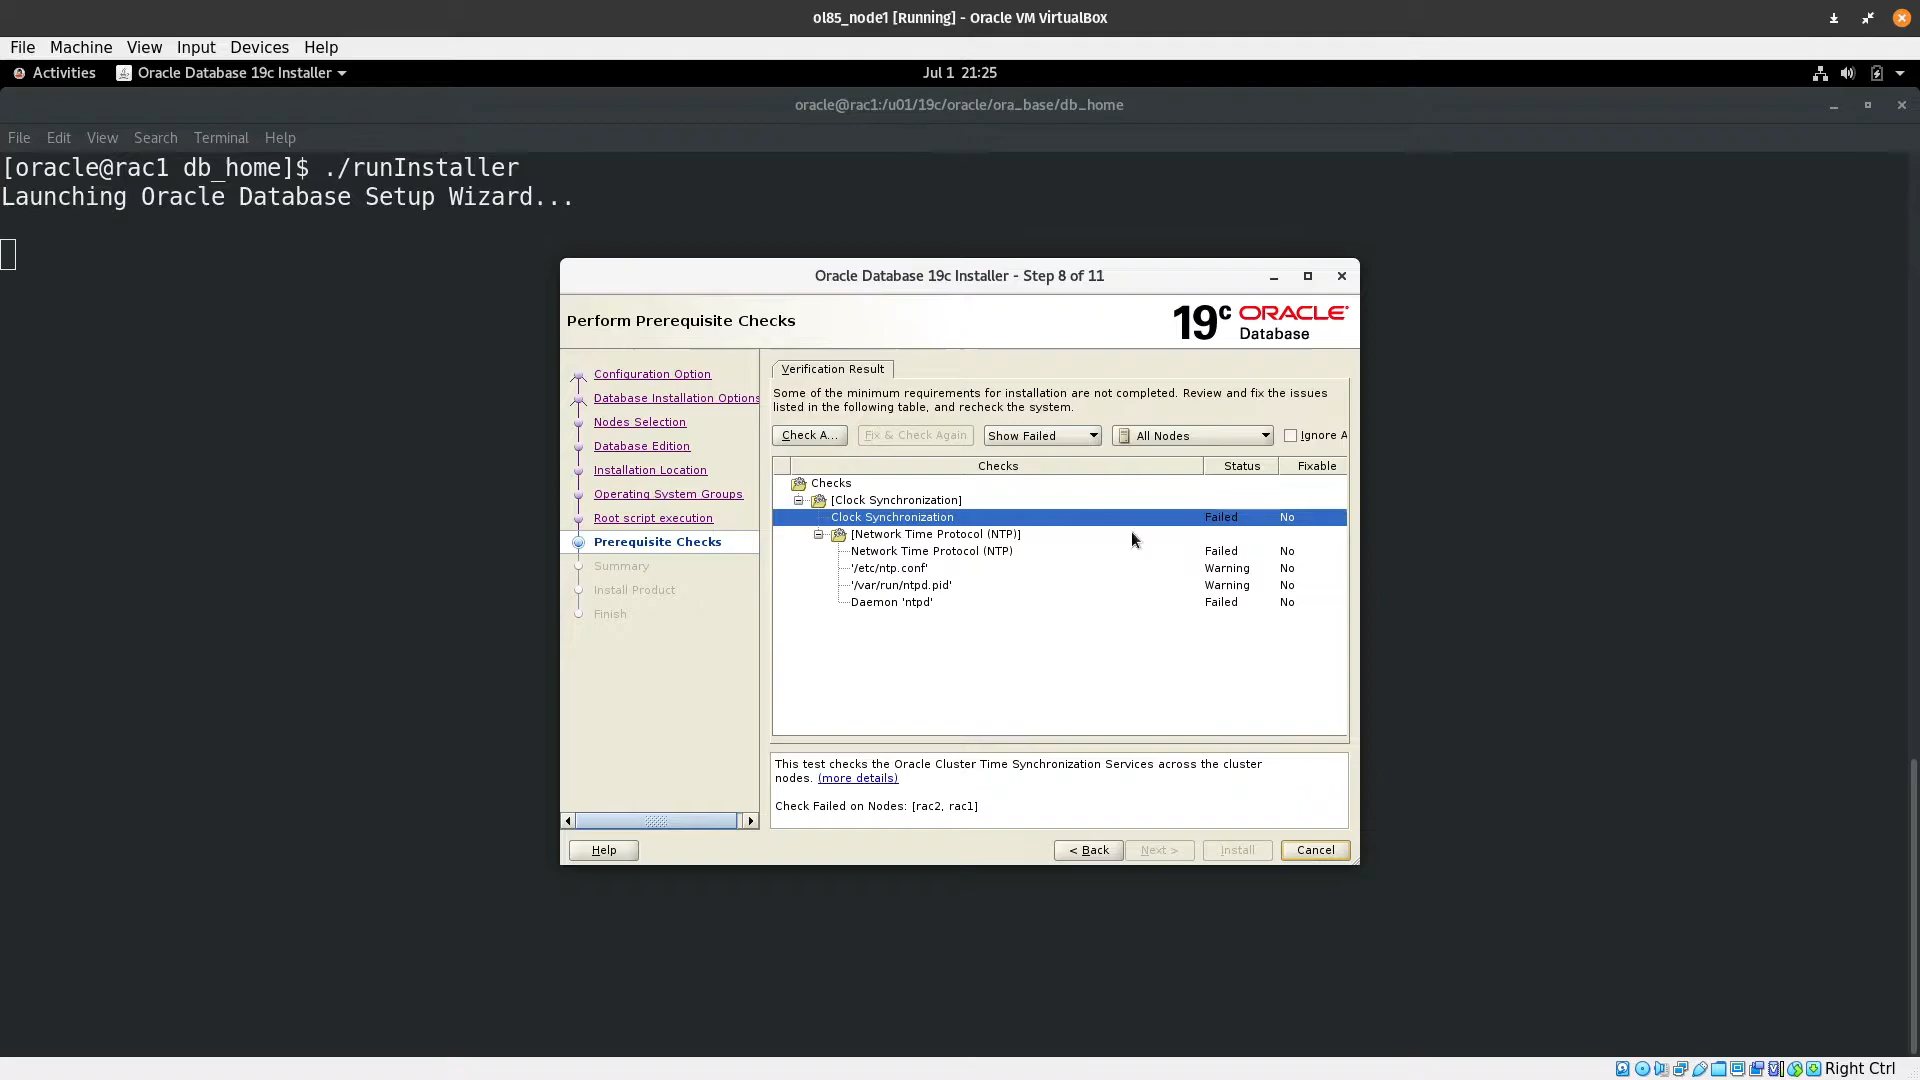 ol85_node1 [Running] - Oracle VM VirtualBox
File Machine View Input Devices Help
Activities Oracle Database 19c Installer Jul 1 21:25
oracle@rac1:/u01/19c/oracle/ora_base/db_home
File Edit View Search Terminal Help
[oracle@rac1 db_home]$ ./runInstaller
Launching Oracle Database Setup Wizard...
Oracle Database 19c Installer - Step 8 of 11
Perform Prerequisite Checks
19c ORACLE
Database
Configuration Option
Database Installation Options
Nodes Selection
Database Edition
Installation Location
Operating System Groups
Root script execution
Prerequisite Checks
Summary
Install Product
Finish
Verification Result
Some of the minimum requirements for installation are not completed. Review and fix the issues
listed in the following table, and recheck the system.
Check A... Fix & Check Again Show Failed All Nodes Ignore A
Checks Status Fixable
Checks
[Clock Synchronization]
Clock Synchronization Failed No
[Network Time Protocol (NTP)]
Network Time Protocol (NTP) Failed No
'/etc/ntp.conf' Warning No
'/var/run/ntpd.pid' Warning No
Daemon 'ntpd' Failed No
This test checks the Oracle Cluster Time Synchronization Services across the cluster
nodes. (more details)
Check Failed on Nodes: [rac2, rac1]
Help < Back Next > Install Cancel
Right Ctrl